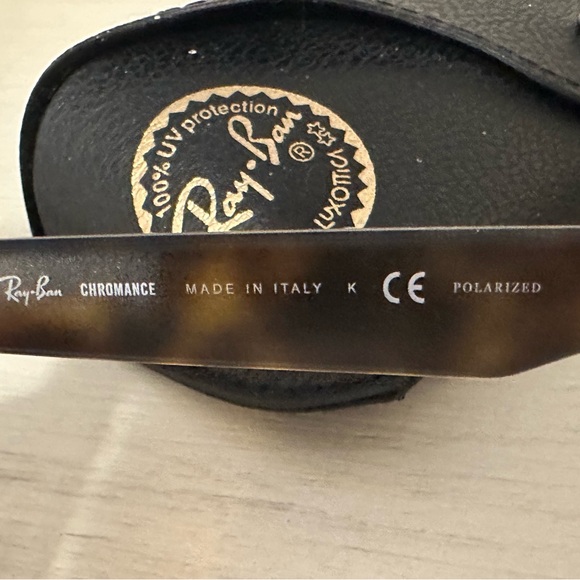 100% UV protection
Ray-Ban ®
Luxottica
Ray-Ban CHROMANCE MADE IN ITALY K CE POLARIZED